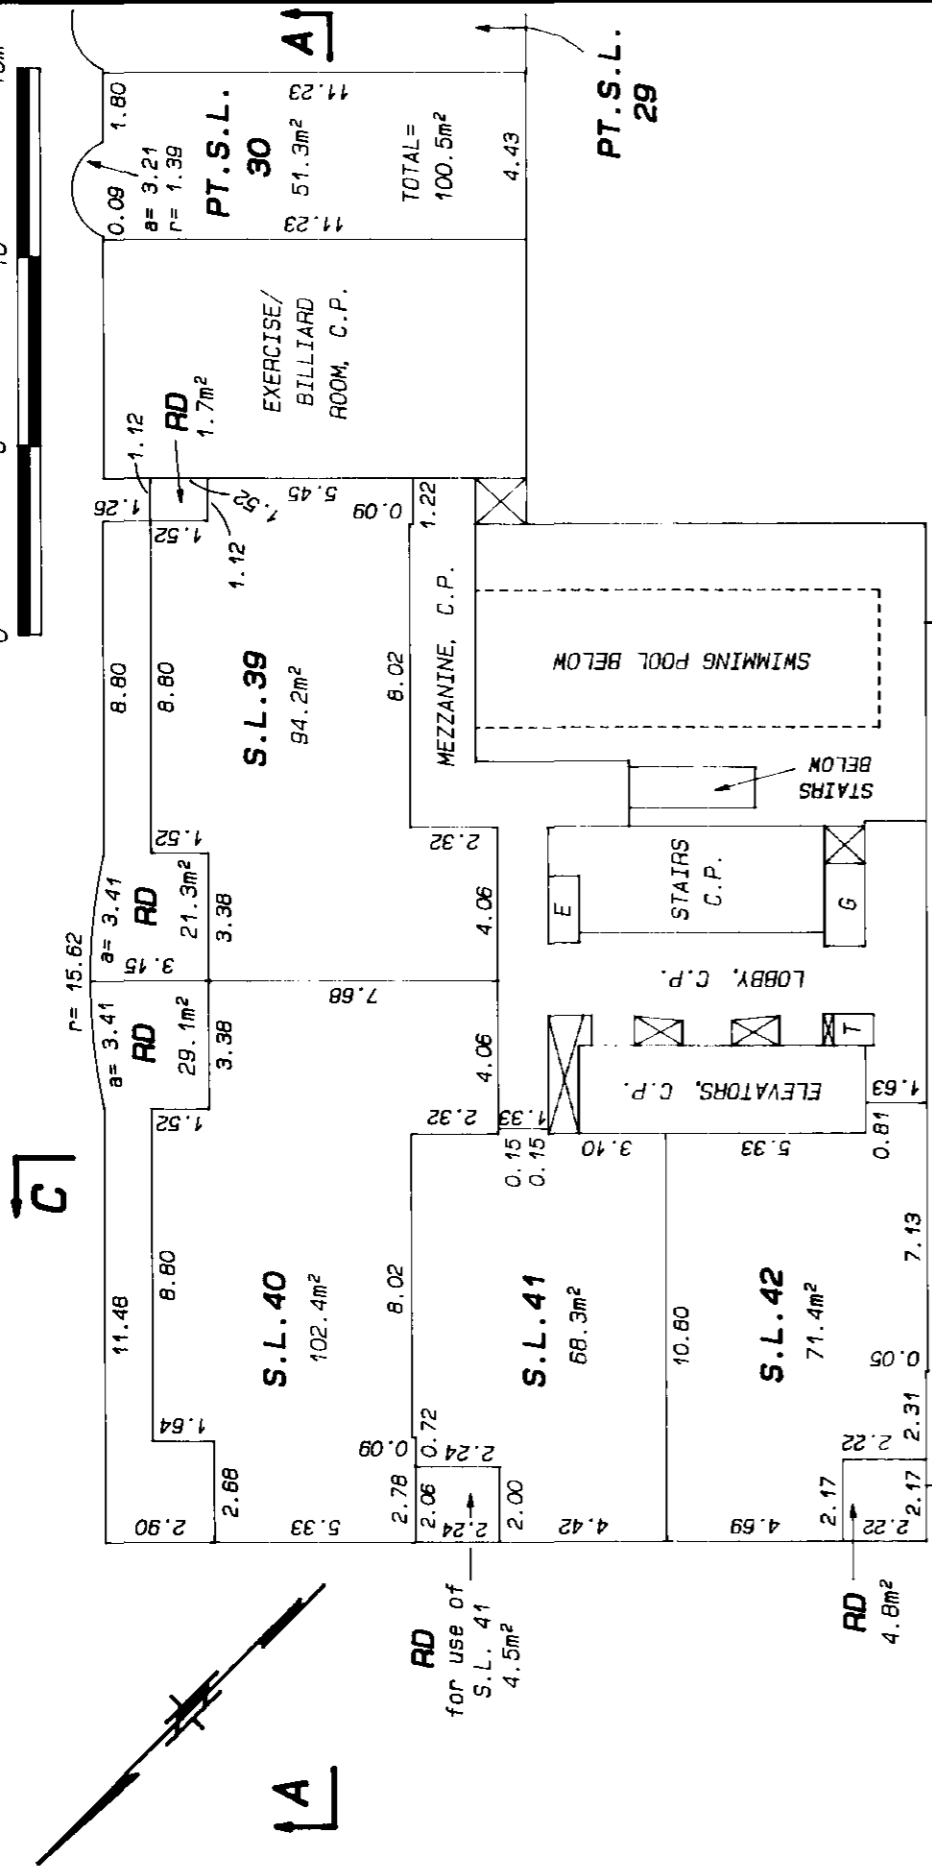 C
A
A
r= 15.62
11.48
a= 3.41
RD
29.1m²
a= 3.41
RD
21.3m²
3.15
8.80
2.90
1.64
8.80
1.52
3.38
3.38
1.52
8.80
1.52
1.26
1.12
RD
1.7m²
1.52
1.12
2.68
5.33
S.L.40
102.4m²
7.68
S.L.39
94.2m²
5.45
0.09
2.78
0.09
8.02
2.32
4.06
4.06
2.32
8.02
1.22
MEZZANINE, C.P.
EXERCISE/
BILLIARD
ROOM, C.P.
0.09
1.80
a= 3.21
r= 1.39
PT.S.L.
30
51.3m²
11.23
11.23
TOTAL=
100.5m²
4.43
PT.S.L.
29
RD
for use of
S.L. 41
4.5m²
2.06
0.72
2.24
2.24
2.00
4.42
S.L.41
68.3m²
0.15
0.15
1.33
3.10
10.80
4.69
S.L.42
71.4m²
5.33
0.81
1.63
RD
4.8m²
2.17
2.22
2.22
2.17
2.31
0.05
7.13
ELEVATORS, C.P.
LOBBY, C.P.
T
E
G
STAIRS
C.P.
STAIRS
BELOW
SWIMMING POOL BELOW